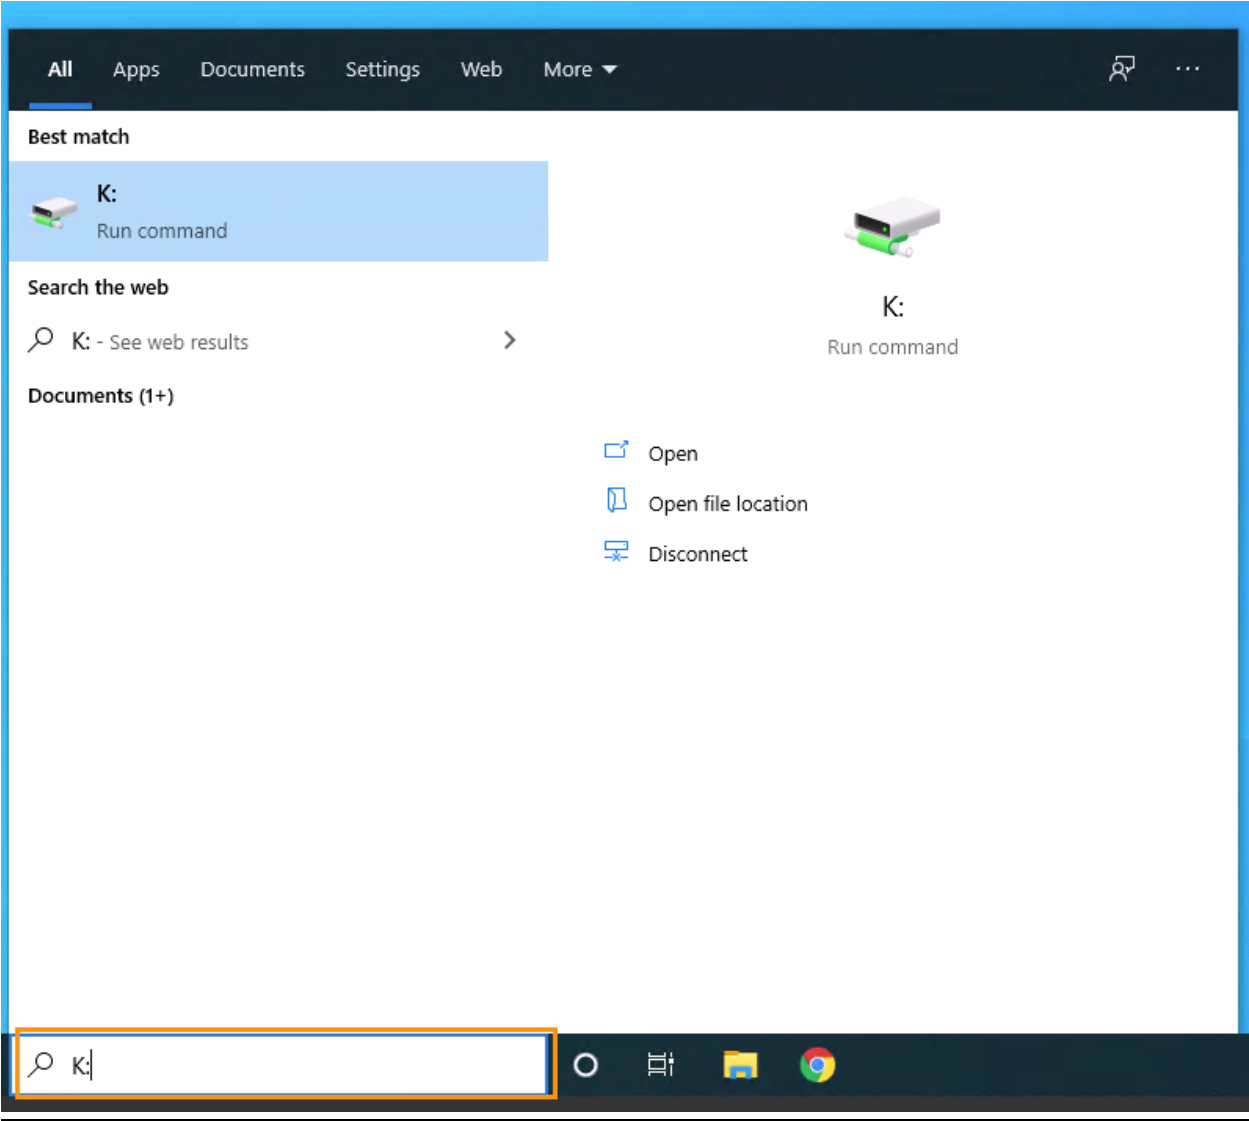 All Apps Documents Settings Web More
Best match
K:
Run command
Search the web
K: - See web results
Documents (1+)
K:
Run command
Open
Open file location
Disconnect
K: